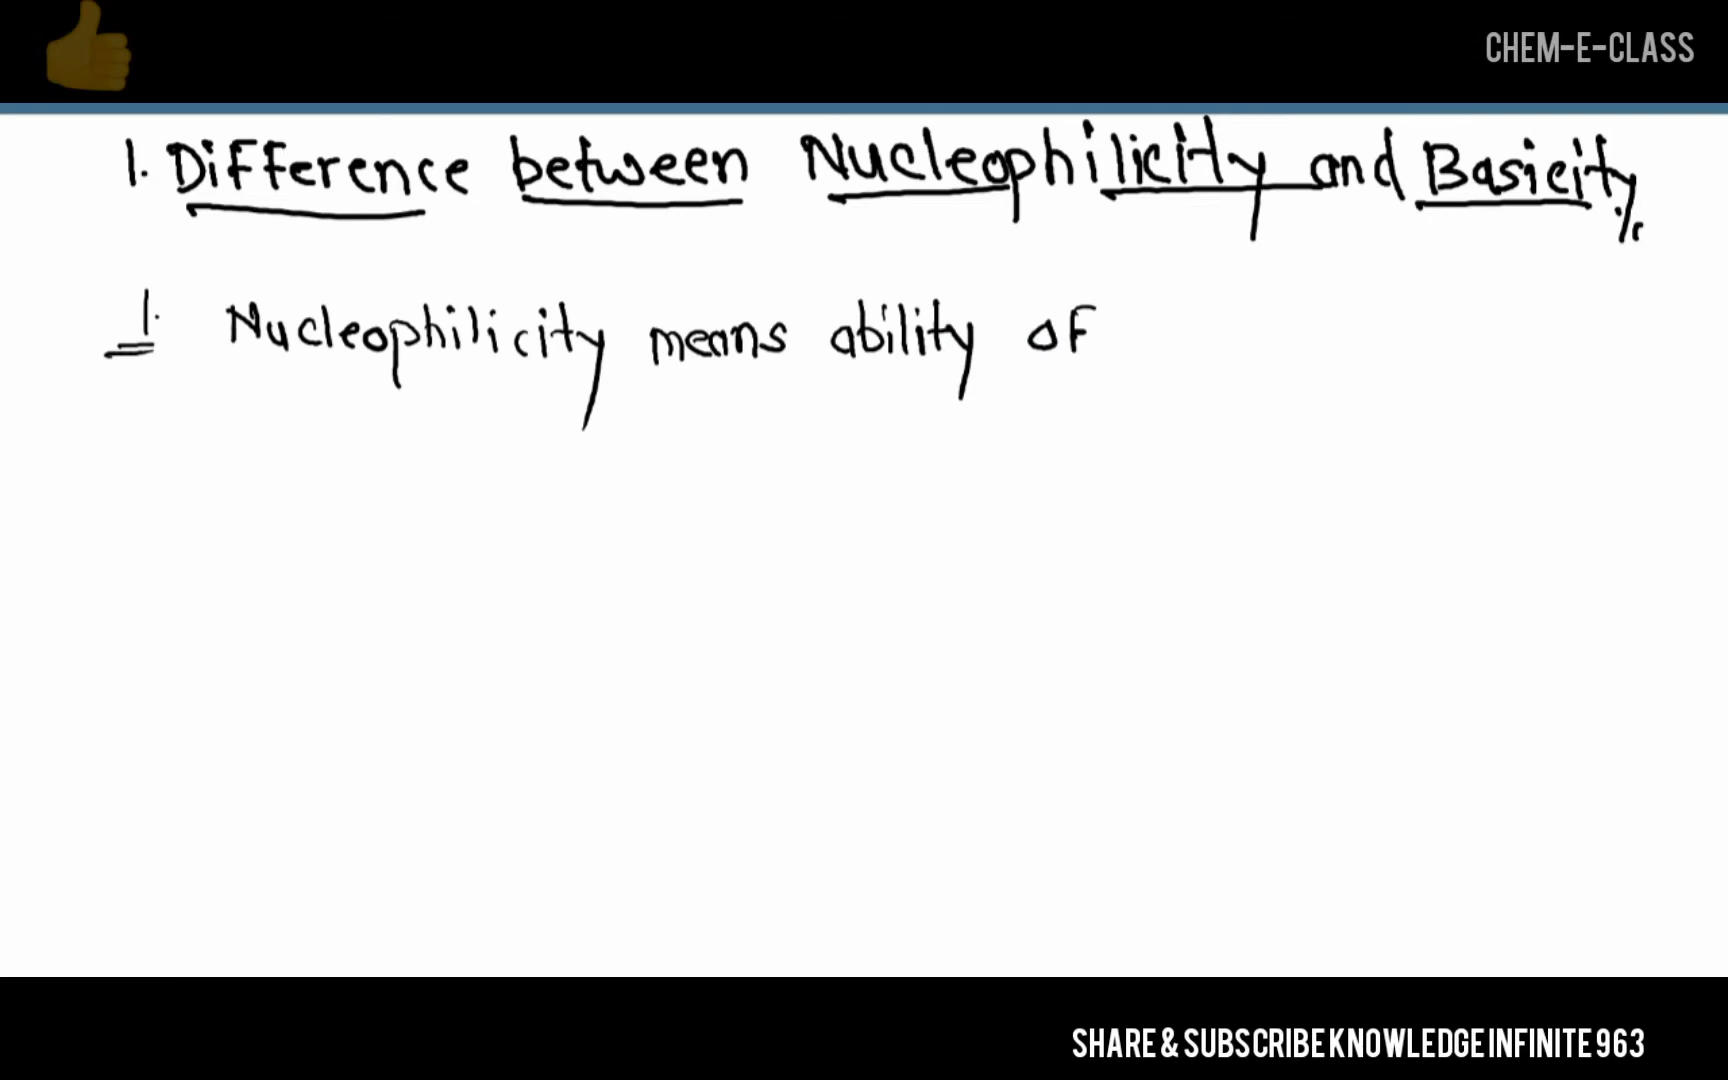 CHEM-E-CLASS
1. Difference between Nucleophilicity and Basicity
1. Nucleophilicity means ability of
SHARE & SUBSCRIBE KNOWLEDGE INFINITE 963